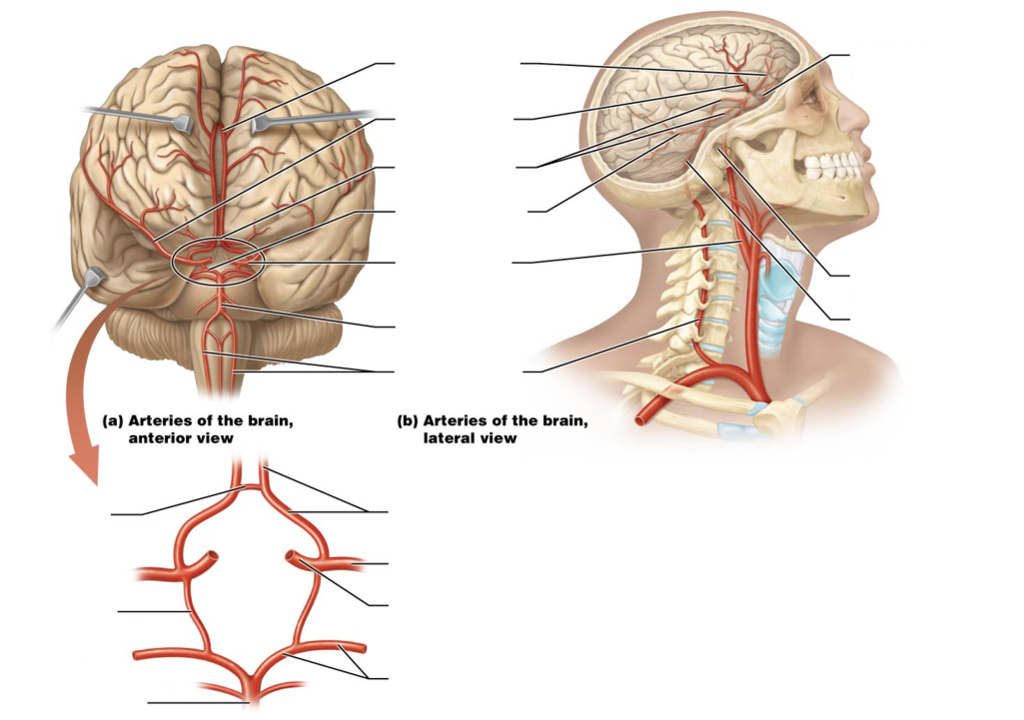 (a) Arteries of the brain,
anterior view
(b) Arteries of the brain,
lateral view